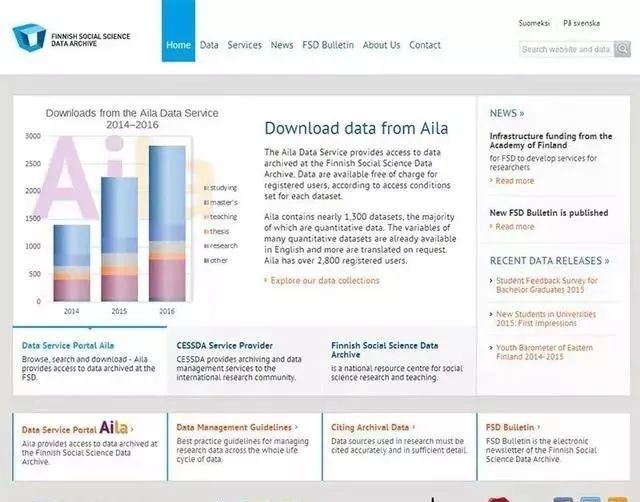 FINNISH SOCIAL SCIENCE
DATA ARCHIVE
Home
Data
Services
News
FSD Bulletin
About Us
Contact
Suomeksi
På svenska
Search website and data
Downloads from the Aila Data Service
2014–2016
3000
2500
2000
1500
1000
500
0
2014
2015
2016
Aila
studying
master's
teaching
thesis
research
other
Download data from Aila
The Aila Data Service provides access to data
archived at the Finnish Social Science Data
Archive. Data are available free of charge for
registered users, according to access conditions
set for each dataset.
Aila contains nearly 1,300 datasets, the majority
of which are quantitative data. The variables of
many quantitative datasets are already available
in English and more are translated on request.
Aila has over 2,800 registered users.
› Explore our data collections
NEWS »
Infrastructure funding from the
Academy of Finland
for FSD to develop services for
researchers
› Read more
New FSD Bulletin is published
› Read more
RECENT DATA RELEASES »
› Student Feedback Survey for
Bachelor Graduates 2015
› New Students in Universities
2015: First Impressions
› Youth Barometer of Eastern
Finland 2014-2015
Data Service Portal Aila
Browse, search and download - Aila
provides access to data archived at the
FSD.
CESSDA Service Provider
CESSDA provides archiving and data
management services to the
international research community.
Finnish Social Science Data
Archive
is a national resource centre for social
science research and teaching.
Data Service Portal Aila ›
Aila provides access to data archived at
the Finnish Social Science Data
Archive.
Data Management Guidelines ›
Best practice guidelines for managing
research data across the whole life
cycle of data.
Citing Archival Data ›
Data sources used in research must be
cited accurately and in sufficient detail.
FSD Bulletin ›
FSD Bulletin is the electronic
newsletter of the Finnish Social
Science Data Archive.